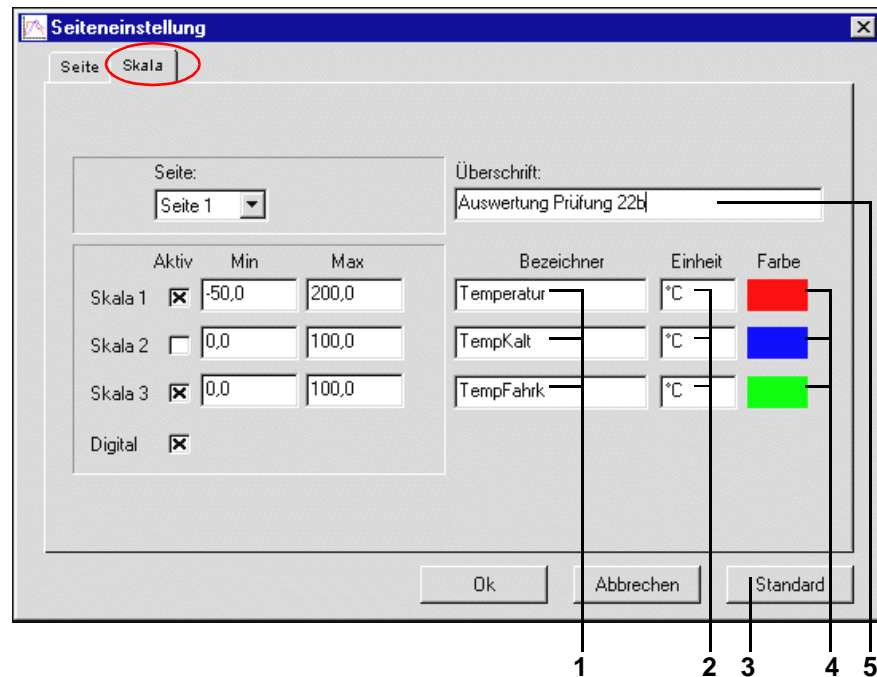 Seiteneinstellung
Seite Skala
Seite: Überschrift:
Seite 1 Auswertung Prüfung 22b
Aktiv Min Max Bezeichner Einheit Farbe
Skala 1 -50,0 200,0 Temperatur °C
Skala 2 0,0 100,0 TempKalt °C
Skala 3 0,0 100,0 TempFahrk °C
Digital
Ok Abbrechen Standard
1 2 3 4 5